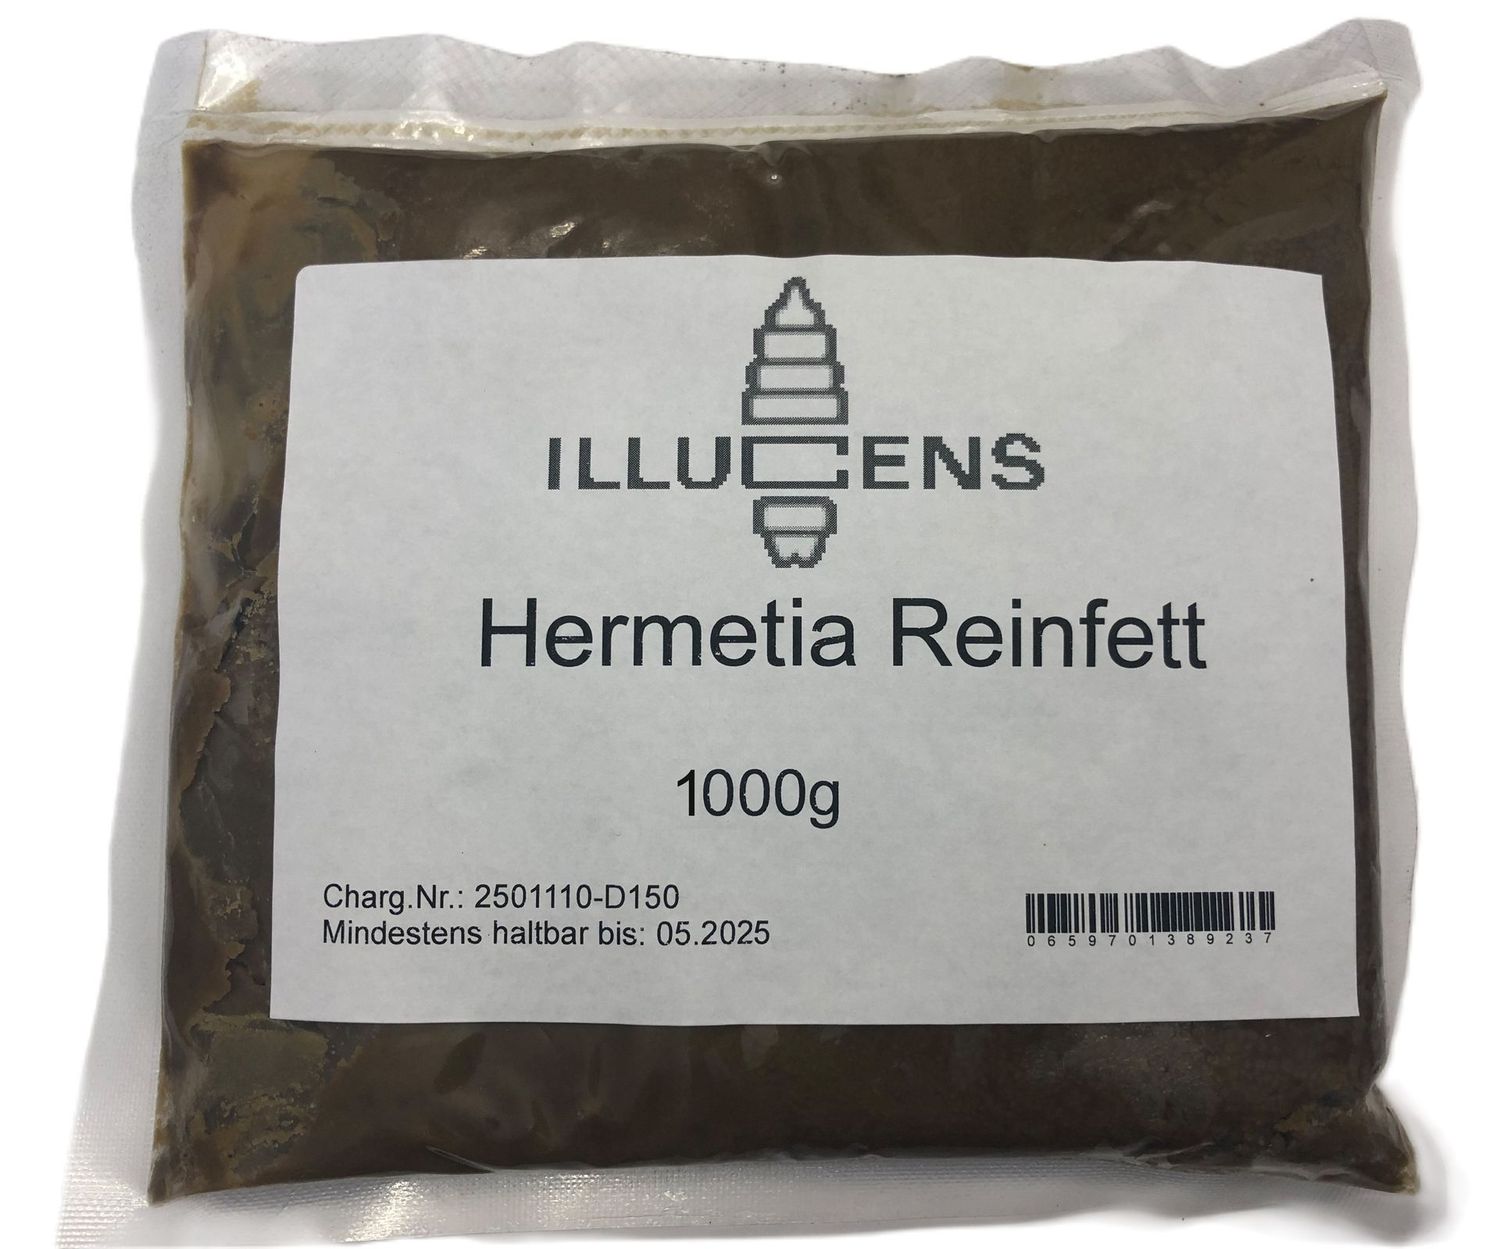 ILLUCENS
Hermetia Reinfett
1000g
Charg.Nr.: 2501110-D150
Mindestens haltbar bis: 05.2025
0659701389237